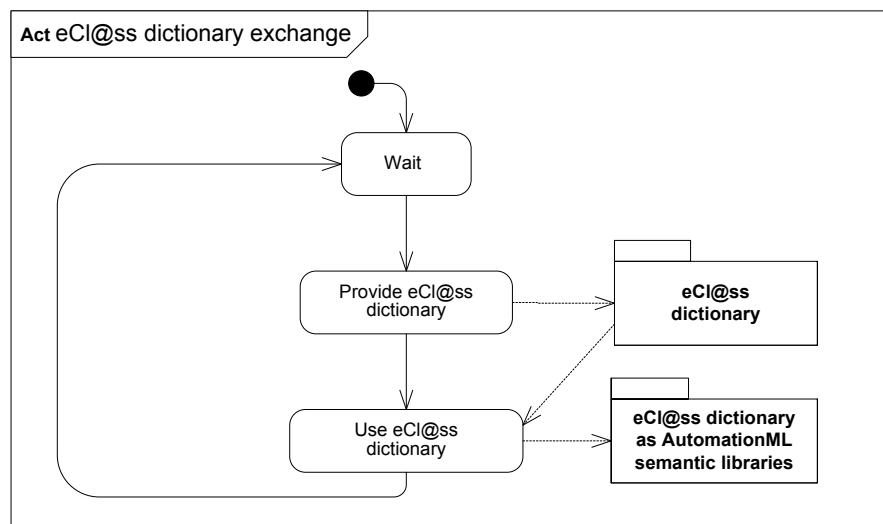 Act eCl@ss dictionary exchange
Wait
Provide eCl@ss
dictionary
eCl@ss
dictionary
Use eCl@ss
dictionary
eCl@ss dictionary
as AutomationML
semantic libraries